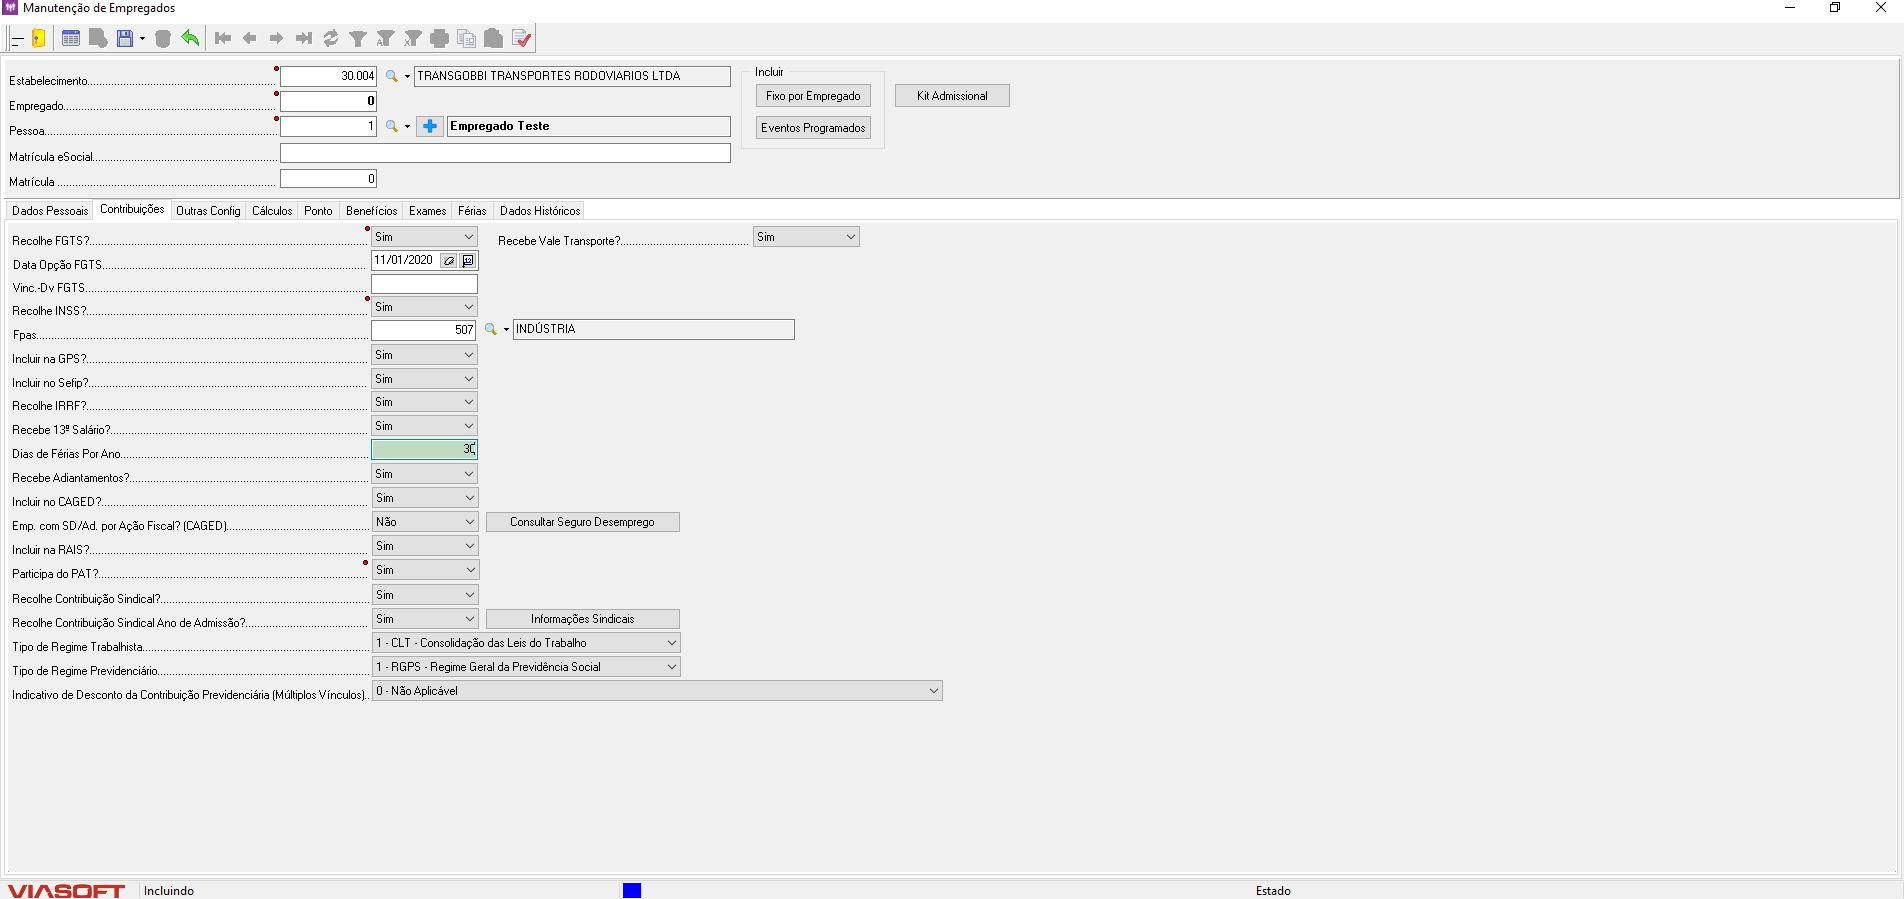 Manutenção de Empregados
Estabelecimento 30.004 TRANSGOBBI TRANSPORTES RODOVIARIOS LTDA
Empregado 0
Pessoa 1 Empregado Teste
Matrícula eSocial
Matrícula 0
Incluir
Fixo por Empregado
Eventos Programados
Kit Admissional
Dados Pessoais Contribuições Outras Config Cálculos Ponto Benefícios Exames Férias Dados Históricos
Recolhe FGTS? Sim Recebe Vale Transporte? Sim
Data Opção FGTS 11/01/2020
Vinc.-Dv FGTS
Recolhe INSS? Sim
Fpas 507 INDÚSTRIA
Incluir na GPS? Sim
Incluir no Sefip? Sim
Recolhe IRRF? Sim
Recebe 13º Salário? Sim
Dias de Férias Por Ano 30
Recebe Adiantamentos? Sim
Incluir no CAGED? Sim
Emp. com SD/Ad. por Ação Fiscal? (CAGED) Não Consultar Seguro Desemprego
Incluir na RAIS? Sim
Participa do PAT? Sim
Recolhe Contribuição Sindical? Sim
Recolhe Contribuição Sindical Ano de Admissão? Sim Informações Sindicais
Tipo de Regime Trabalhista 1 - CLT - Consolidação das Leis do Trabalho
Tipo de Regime Previdenciário 1 - RGPS - Regime Geral da Previdência Social
Indicativo de Desconto da Contribuição Previdenciária (Múltiplos Vínculos) 0 - Não Aplicável
VIASOFT Incluindo Estado